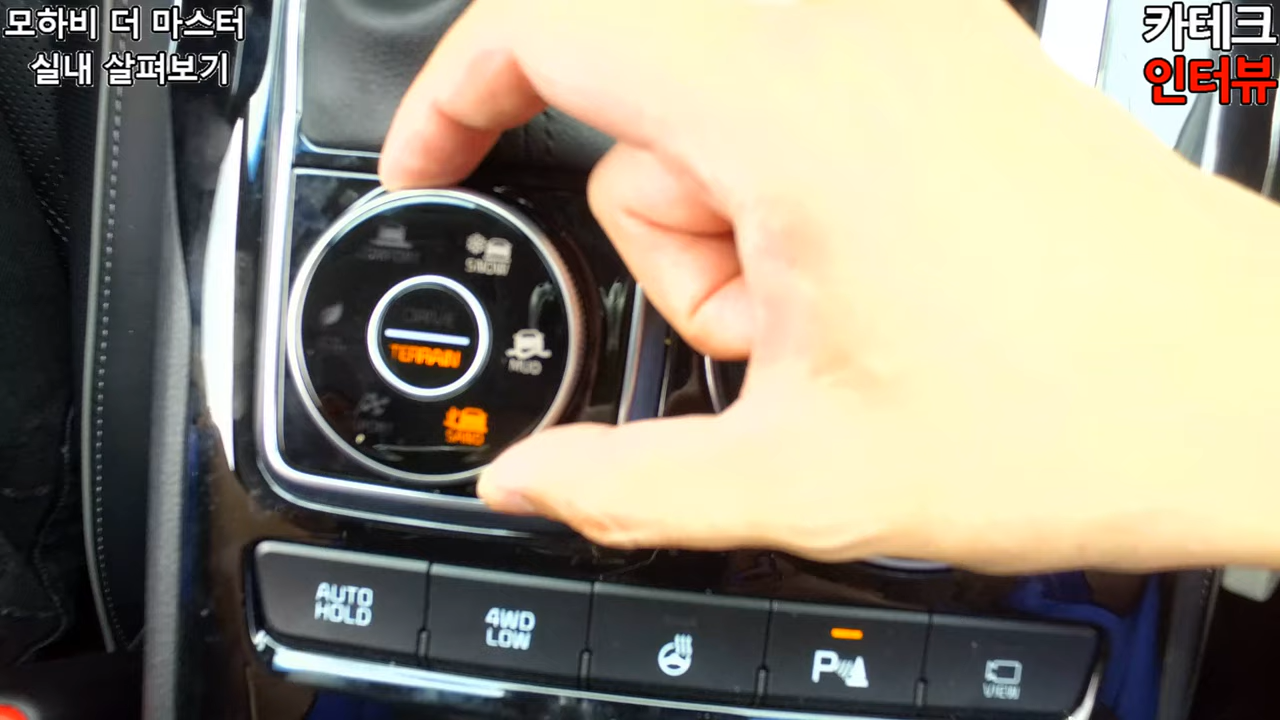 모하비 더 마스터
실내 살펴보기
카테크
인터뷰
SNOW
DRIVE
TERRAIN
MUD
SAND
AUTO
HOLD
4WD
LOW
P
VIEW